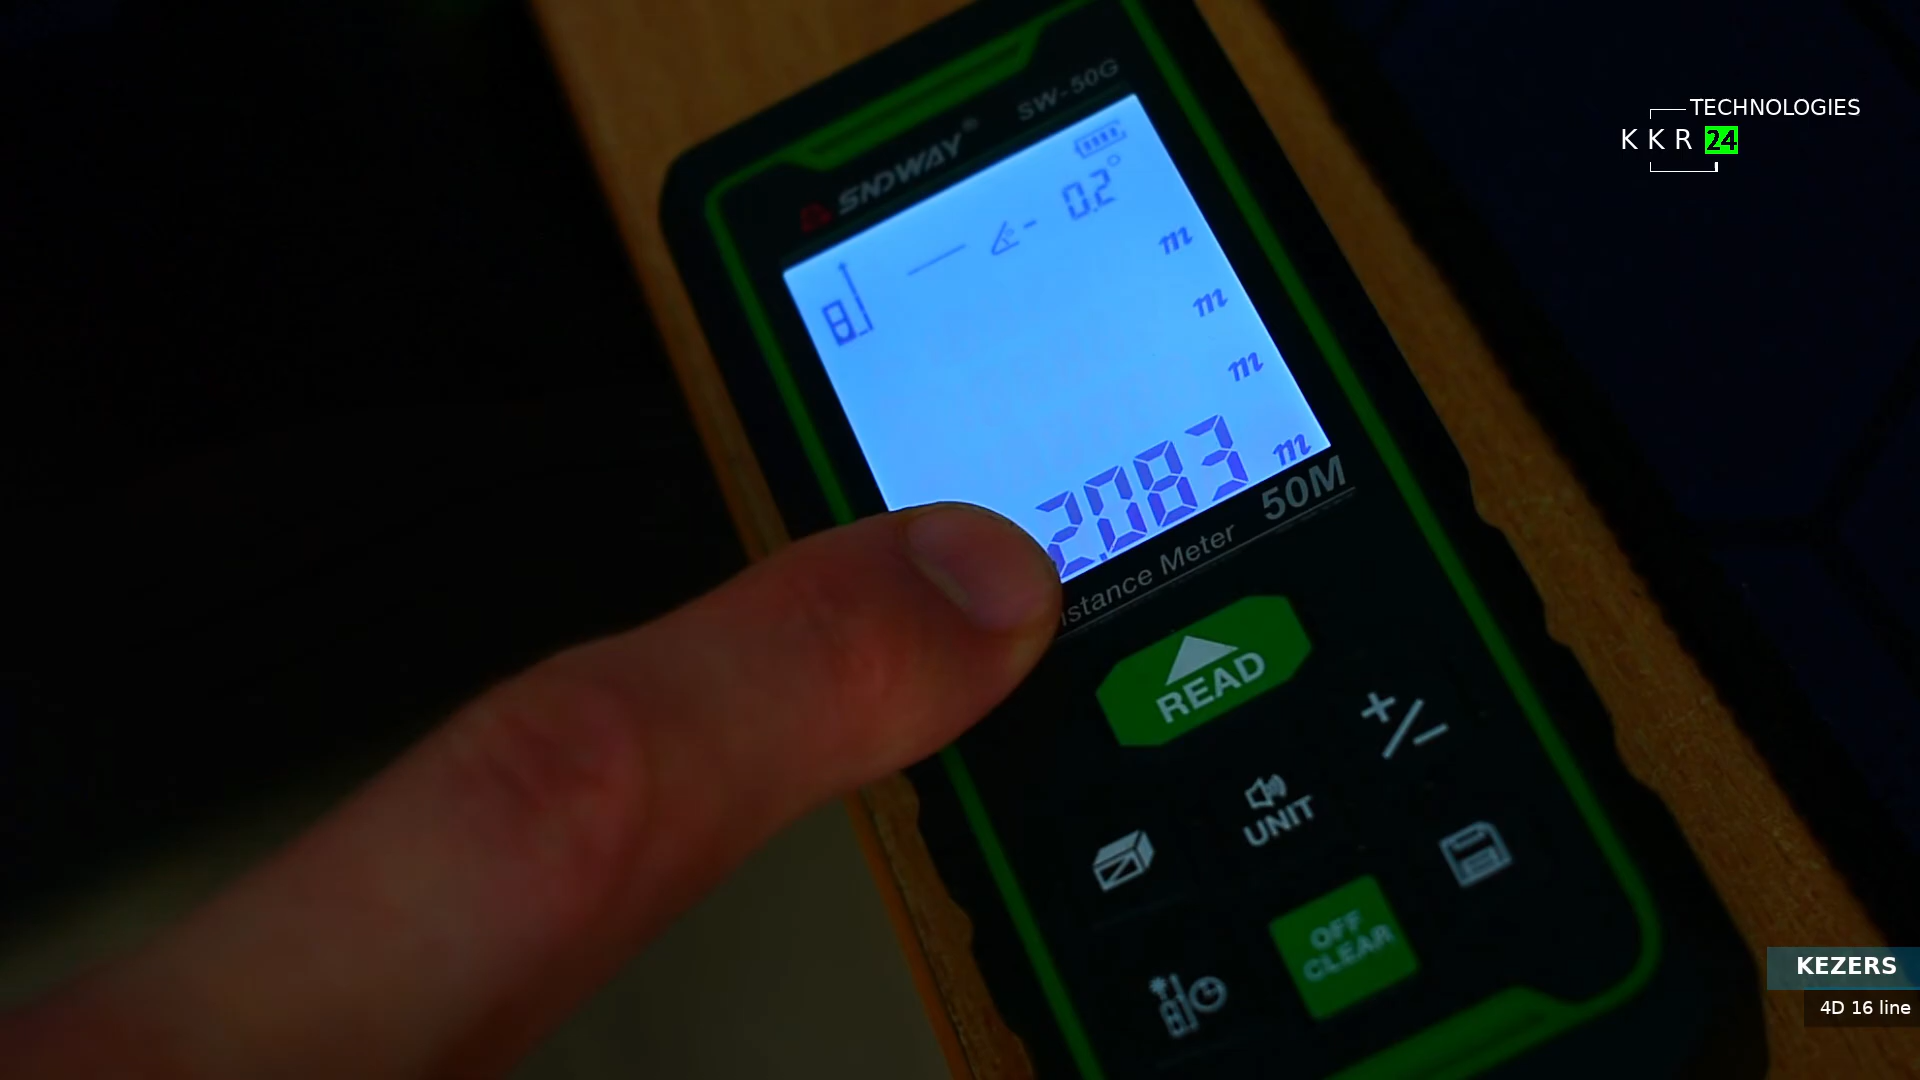 TECHNOLOGIES
KKR 24
SNDWAY® SW-50G
- 0.2°
m
m
m
2.083 m
istance Meter 50M
READ
+/-
UNIT
OFF
CLEAR
KEZERS
4D 16 line